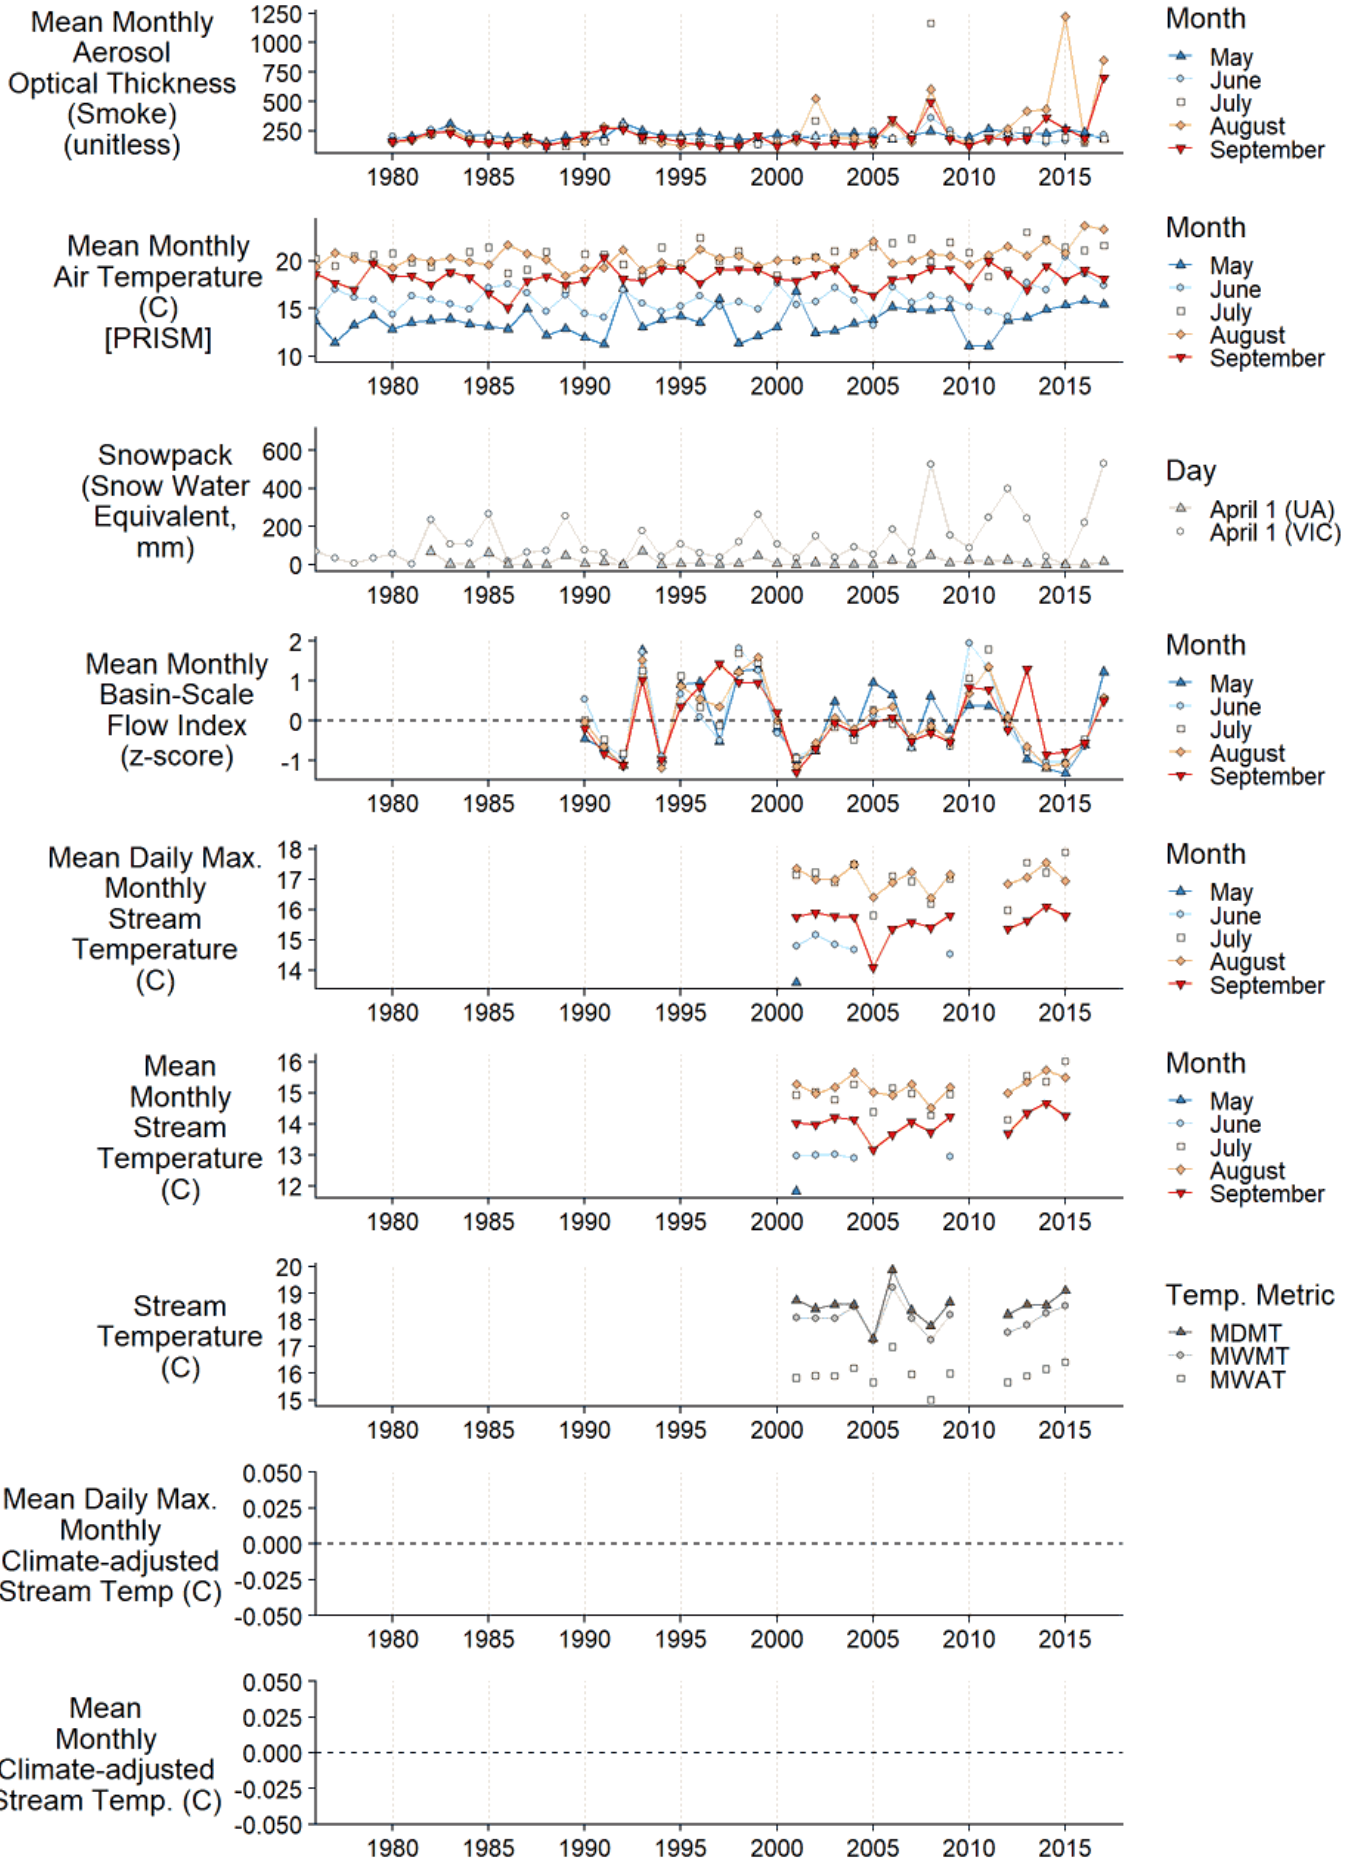 Mean Monthly
Aerosol
Optical Thickness
(Smoke)
(unitless)
1250
1000
750
500
250
1980 1985 1990 1995 2000 2005 2010 2015
Month
May
June
July
August
September
Mean Monthly
Air Temperature
(C)
[PRISM]
20
15
10
1980 1985 1990 1995 2000 2005 2010 2015
Month
May
June
July
August
September
Snowpack
(Snow Water
Equivalent,
mm)
600
400
200
0
1980 1985 1990 1995 2000 2005 2010 2015
Day
April 1 (UA)
April 1 (VIC)
Mean Monthly
Basin-Scale
Flow Index
(z-score)
2
1
0
-1
1980 1985 1990 1995 2000 2005 2010 2015
Month
May
June
July
August
September
Mean Daily Max.
Monthly
Stream
Temperature
(C)
18
17
16
15
14
1980 1985 1990 1995 2000 2005 2010 2015
Month
May
June
July
August
September
Mean
Monthly
Stream
Temperature
(C)
16
15
14
13
12
1980 1985 1990 1995 2000 2005 2010 2015
Month
May
June
July
August
September
Stream
Temperature
(C)
20
19
18
17
16
15
1980 1985 1990 1995 2000 2005 2010 2015
Temp. Metric
MDMT
MWMT
MWAT
Mean Daily Max.
Monthly
Climate-adjusted
Stream Temp (C)
0.050
0.025
0.000
-0.025
-0.050
1980 1985 1990 1995 2000 2005 2010 2015
Mean
Monthly
Climate-adjusted
Stream Temp. (C)
0.050
0.025
0.000
-0.025
-0.050
1980 1985 1990 1995 2000 2005 2010 2015